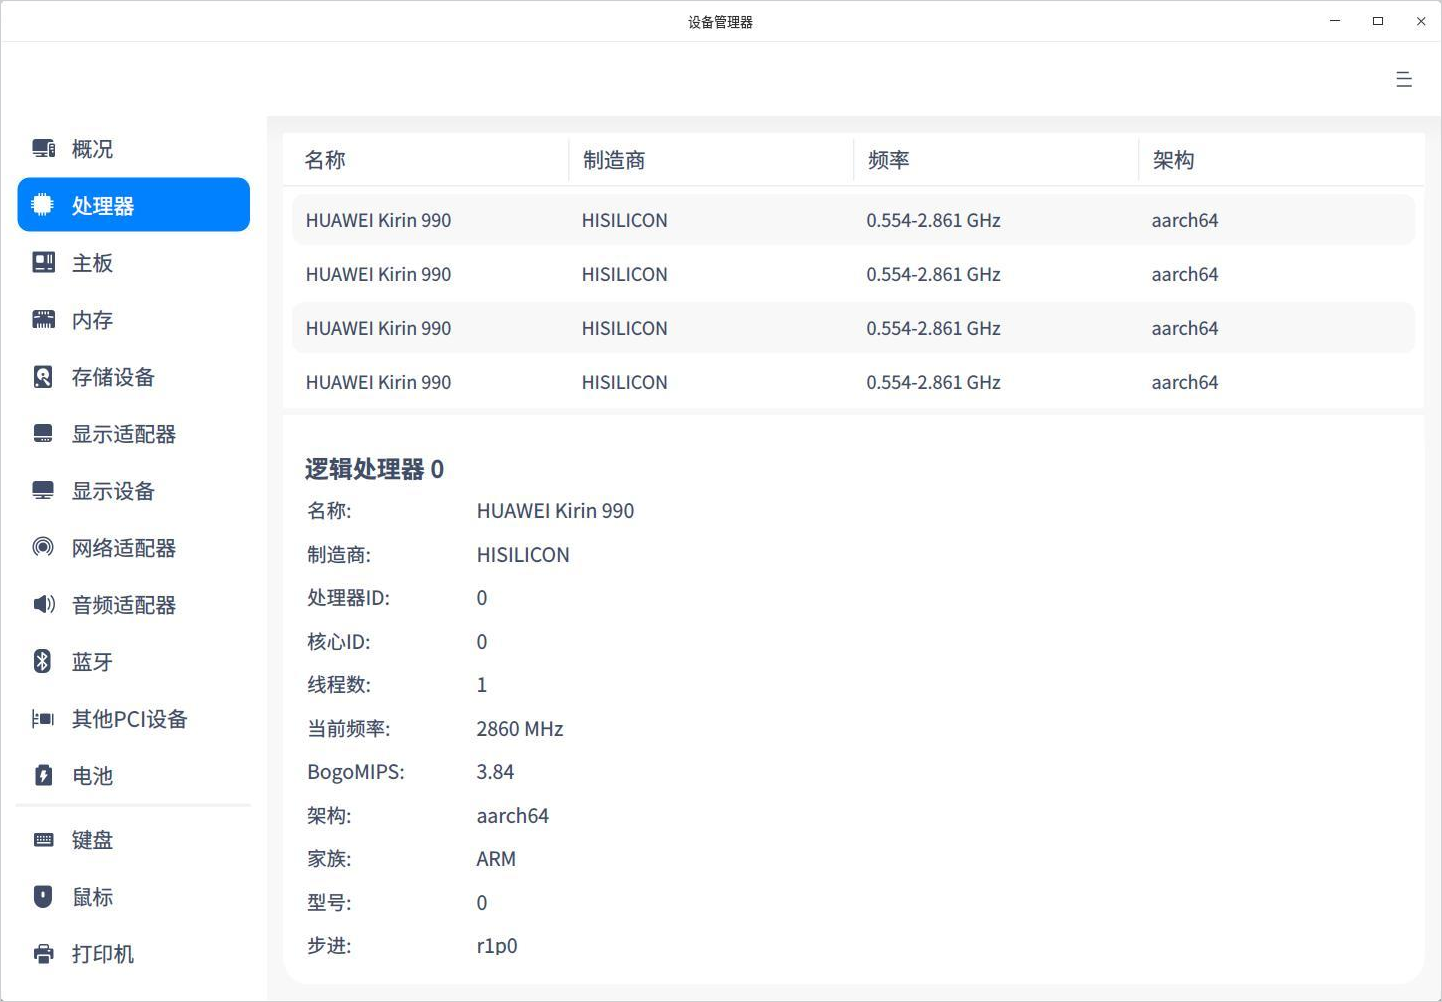 设备管理器
概况
处理器
主板
内存
存储设备
显示适配器
显示设备
网络适配器
音频适配器
蓝牙
其他PCI设备
电池
键盘
鼠标
打印机
名称 制造商 频率 架构
HUAWEI Kirin 990 HISILICON 0.554-2.861 GHz aarch64
HUAWEI Kirin 990 HISILICON 0.554-2.861 GHz aarch64
HUAWEI Kirin 990 HISILICON 0.554-2.861 GHz aarch64
HUAWEI Kirin 990 HISILICON 0.554-2.861 GHz aarch64
逻辑处理器 0
名称: HUAWEI Kirin 990
制造商: HISILICON
处理器ID: 0
核心ID: 0
线程数: 1
当前频率: 2860 MHz
BogoMIPS: 3.84
架构: aarch64
家族: ARM
型号: 0
步进: r1p0